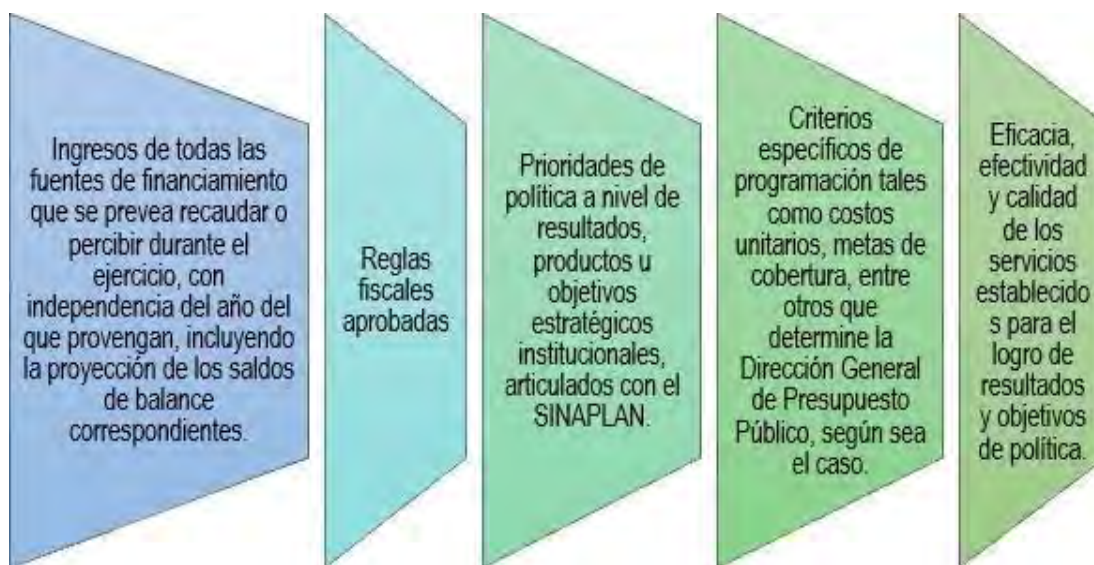 Ingresos de todas las
fuentes de financiamiento
que se prevea recaudar o
percibir durante el
ejercicio, con
independencia del año del
que provengan, incluyendo
la proyección de los saldos
de balance
correspondientes.
Reglas
fiscales
aprobadas
Prioridades de
política a nivel de
resultados,
productos u
objetivos
estratégicos
institucionales,
articulados con el
SINAPLAN.
Criterios
específicos de
programación tales
como costos
unitarios, metas de
cobertura, entre
otros que
determine la
Dirección General
de Presupuesto
Público, según sea
el caso.
Eficacia,
efectividad
y calidad
de los
servicios
establecido
s para el
logro de
resultados
y objetivos
de política.